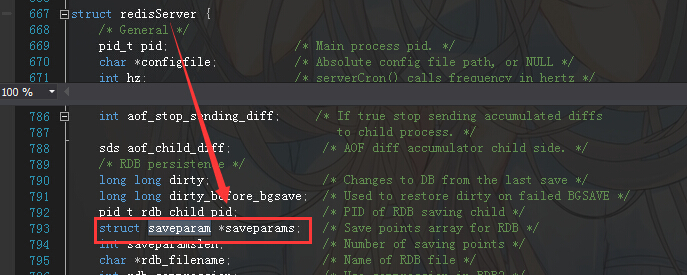 667 struct redisServer {
668 /* General */
669 pid_t pid; /* Main process pid. */
670 char *configfile; /* Absolute config file path, or NULL */
671 int hz; /* serverCron() calls frequency in hertz */
100 %
786 int aof_stop_sending_diff; /* If true stop sending accumulated diffs
787 to child process. */
788 sds aof_child_diff; /* AOF diff accumulator child side. */
789 /* RDB persistence */
790 long long dirty; /* Changes to DB from the last save */
791 long long dirty_before_bgsave; /* Used to restore dirty on failed BGSAVE */
792 pid_t rdb_child_pid; /* PID of RDB saving child */
793 struct saveparam *saveparams; /* Save points array for RDB */
794 int saveparamslen; /* Number of saving points */
795 char *rdb_filename; /* Name of RDB file */